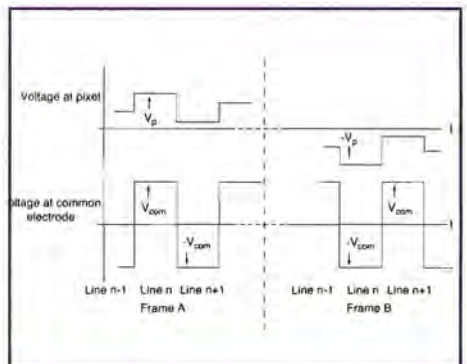 Voltage at pixel
Vp
-Vp
t
ltage at common
electrode
Vcom
-Vcom
Vcom
-Vcom
t
Line n-1 Line n Line n+1
Line n-1 Line n Line n+1
Frame A
Frame B